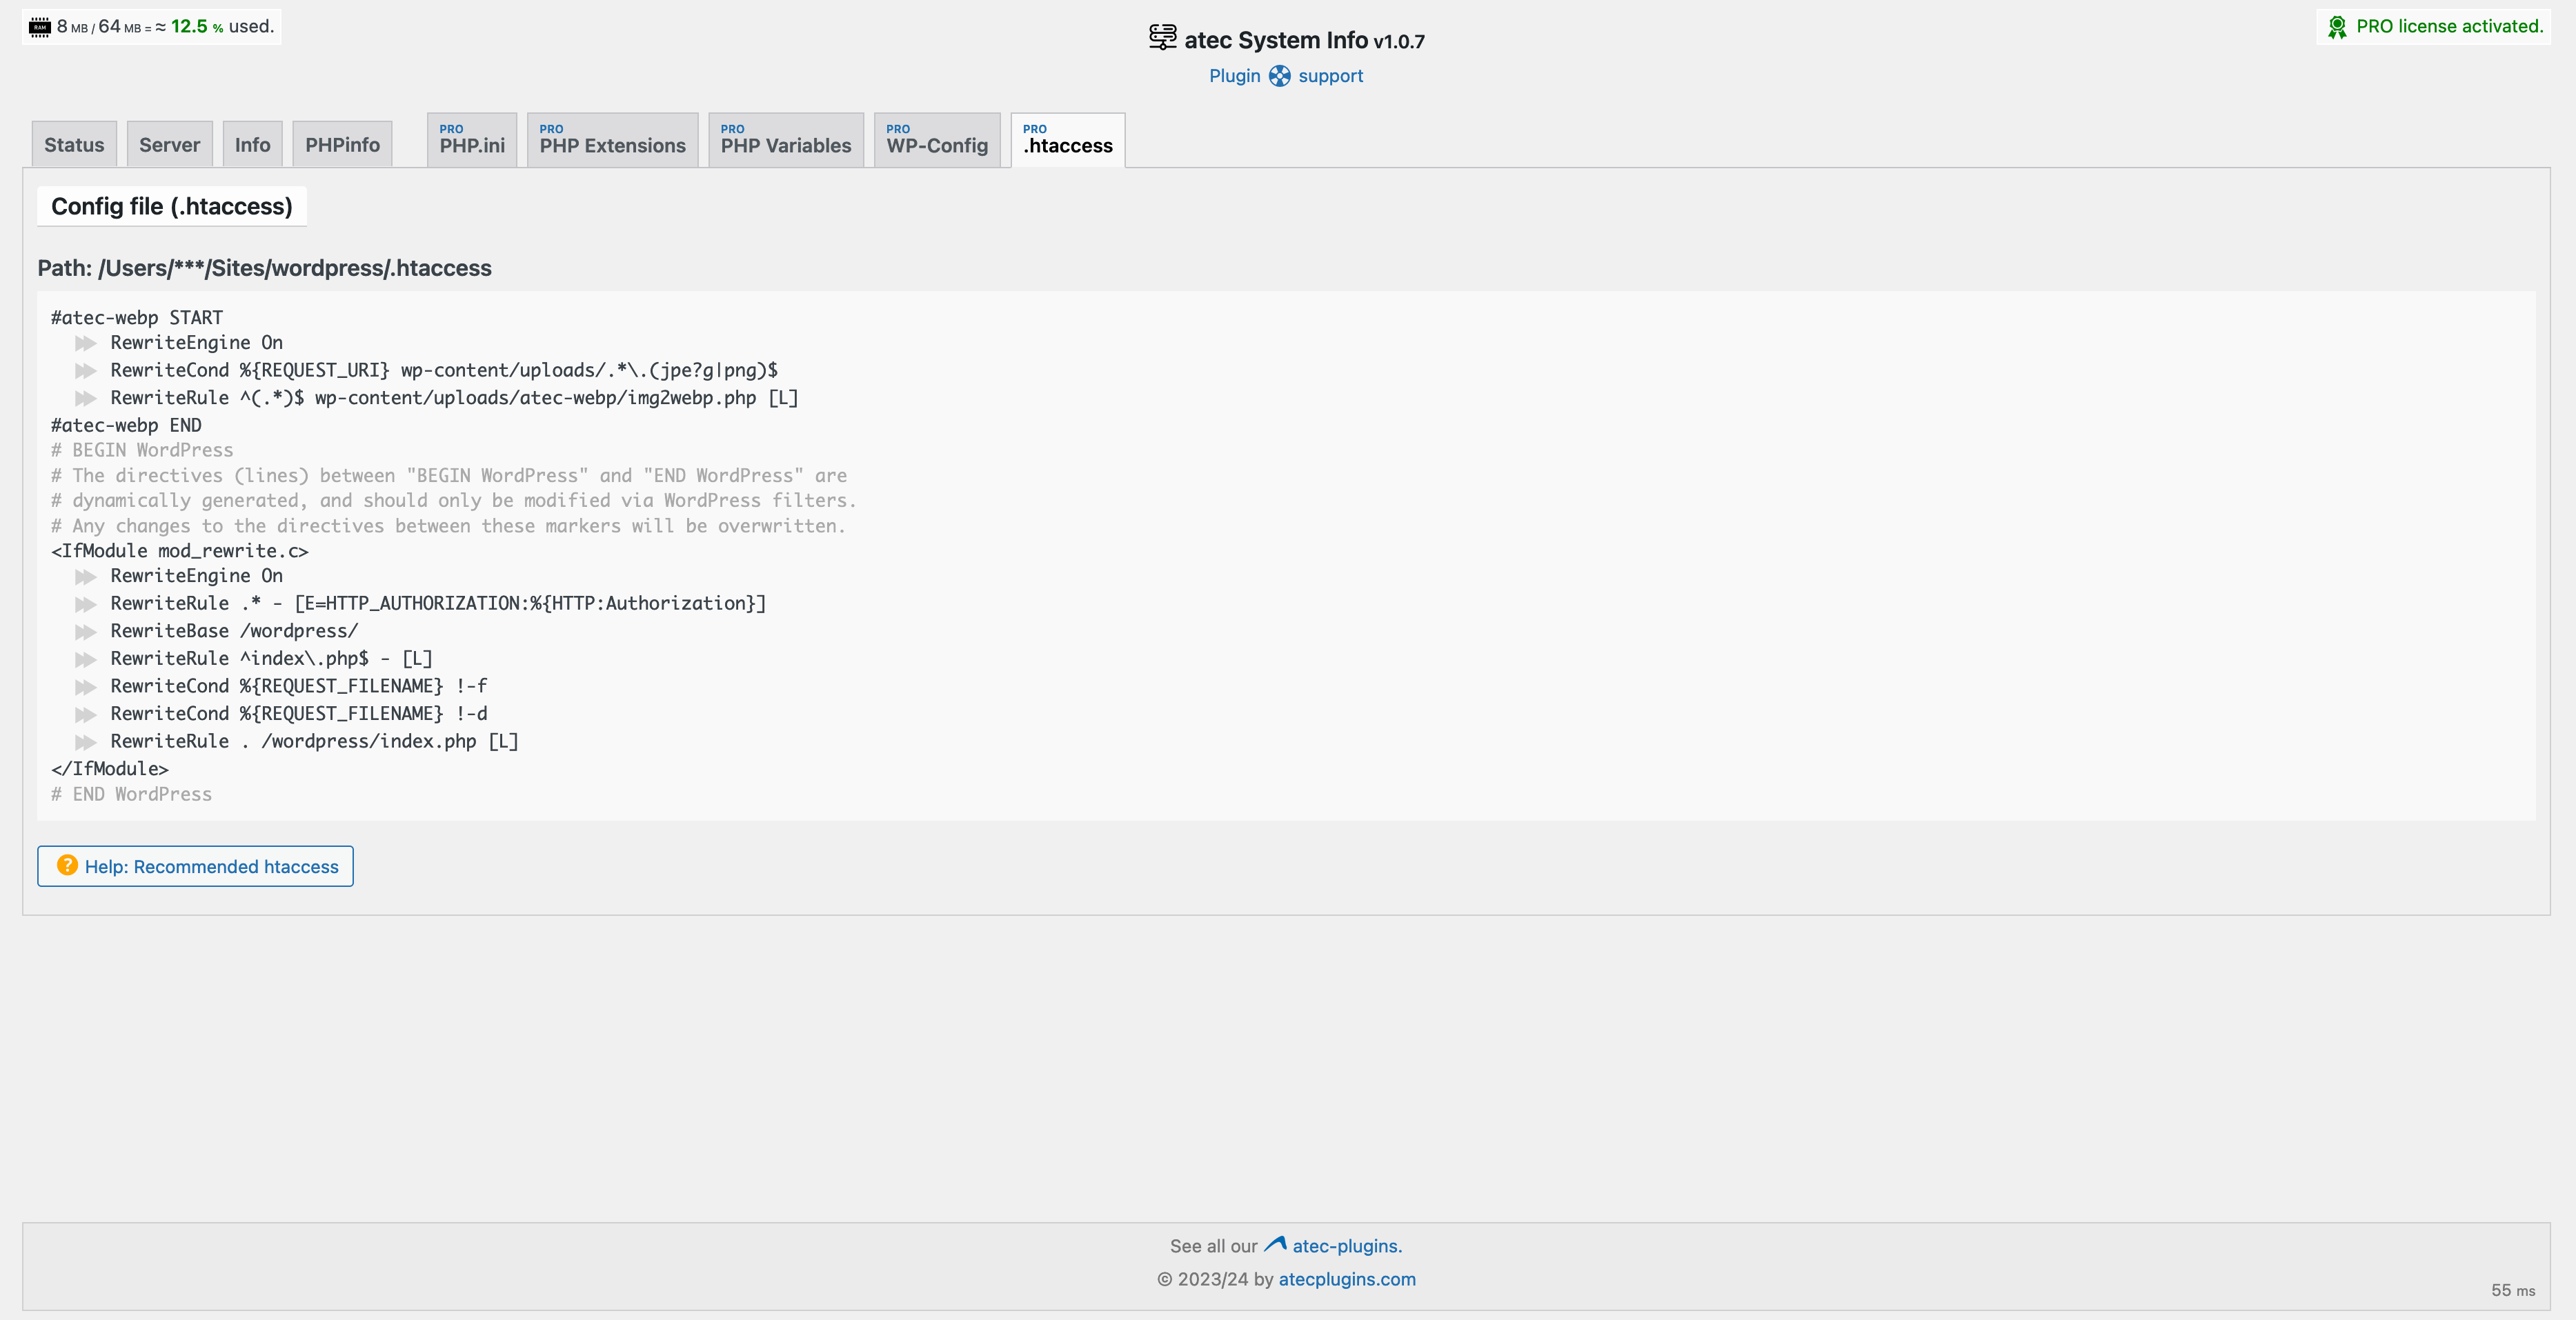 8 MB / 64 MB = ≈ 12.5 % used.
atec System Info v1.0.7
PRO license activated.
Plugin support
Status
Server
Info
PHPinfo
PRO PHP.ini
PRO PHP Extensions
PRO PHP Variables
PRO WP-Config
PRO .htaccess
Config file (.htaccess)
Path: /Users/***/Sites/wordpress/.htaccess
#atec-webp START
RewriteEngine On
RewriteCond %{REQUEST_URI} wp-content/uploads/.*\.(jpe?g|png)$
RewriteRule ^(.*)$ wp-content/uploads/atec-webp/img2webp.php [L]
#atec-webp END
# BEGIN WordPress
# The directives (lines) between "BEGIN WordPress" and "END WordPress" are
# dynamically generated, and should only be modified via WordPress filters.
# Any changes to the directives between these markers will be overwritten.
<IfModule mod_rewrite.c>
RewriteEngine On
RewriteRule .* - [E=HTTP_AUTHORIZATION:%{HTTP:Authorization}]
RewriteBase /wordpress/
RewriteRule ^index\.php$ - [L]
RewriteCond %{REQUEST_FILENAME} !-f
RewriteCond %{REQUEST_FILENAME} !-d
RewriteRule . /wordpress/index.php [L]
</IfModule>
# END WordPress
? Help: Recommended htaccess
See all our atec-plugins.
© 2023/24 by atecplugins.com
55 ms